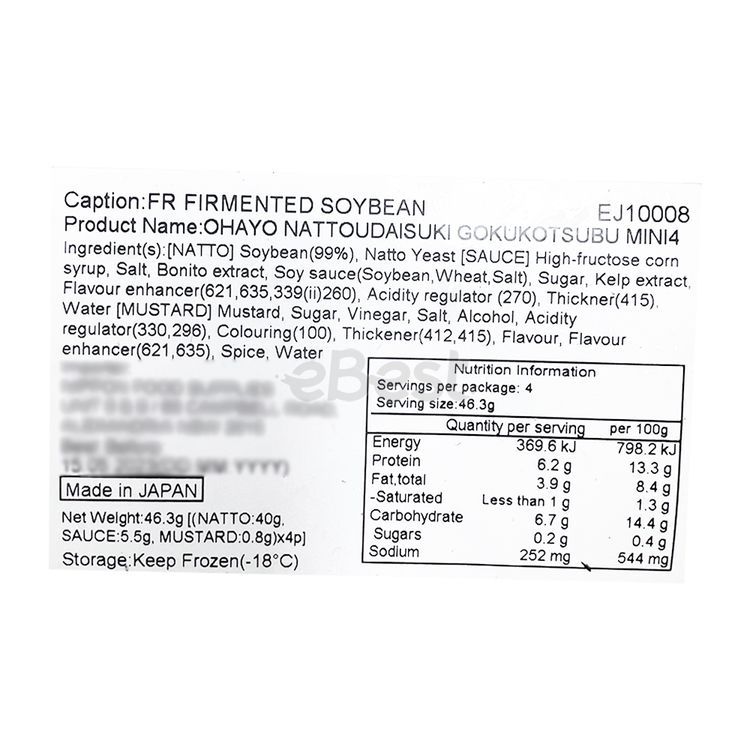 Caption:FR FIRMENTED SOYBEAN EJ10008
Product Name:OHAYO NATTOUDAISUKI GOKUKOTSUBU MINI4
Ingredient(s):[NATTO] Soybean(99%), Natto Yeast [SAUCE] High-fructose corn
syrup, Salt, Bonito extract, Soy sauce(Soybean,Wheat,Salt), Sugar, Kelp extract,
Flavour enhancer(621,635,339(ii)260), Acidity regulator (270), Thickner(415).
Water [MUSTARD] Mustard, Sugar, Vinegar, Salt, Alcohol, Acidity
regulator(330,296), Colouring(100), Thickener(412,415), Flavour, Flavour
enhancer(621,635), Spice, Water
eBest
Made in JAPAN
Net Weight:46.3g [(NATTO:40g,
SAUCE:5.5g, MUSTARD:0.8g)x4p]
Storage:Keep Frozen(-18°C)
Nutrition Information
Servings per package: 4
Serving size:46.3g
Quantity per serving per 100g
Energy 369.6 kJ 798.2 kJ
Protein 6.2 g 13.3 g
Fat,total 3.9 g 8.4 g
-Saturated Less than 1 g 1.3 g
Carbohydrate 6.7 g 14.4 g
Sugars 0.2 g 0.4 g
Sodium 252 mg 544 mg